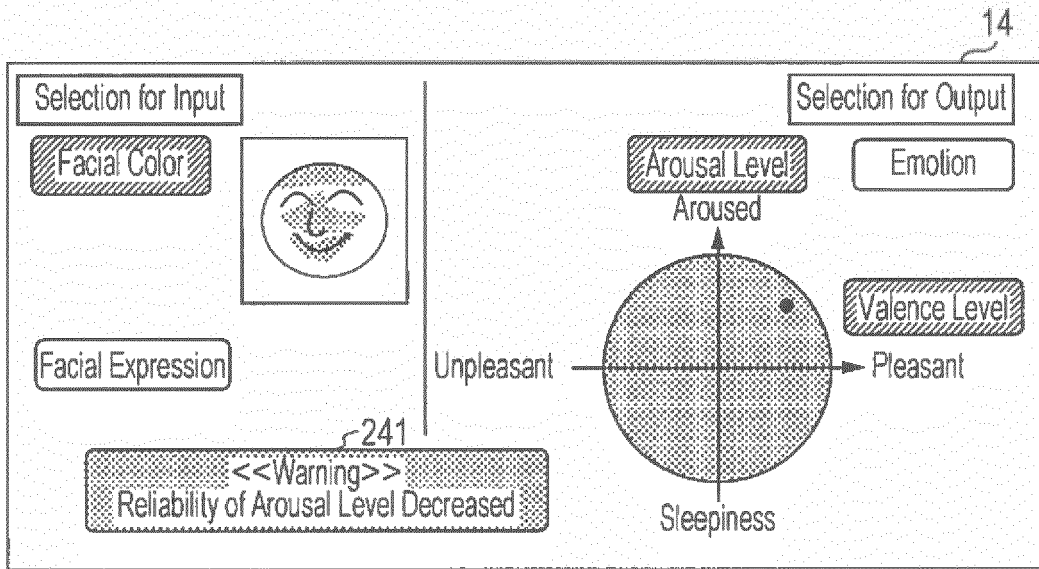 14
Selection for Input
Facial Color
Facial Expression
241
<<Warning>>
Reliability of Arousal Level Decreased
Selection for Output
Arousal Level
Emotion
Aroused
Valence Level
Unpleasant
Pleasant
Sleepiness